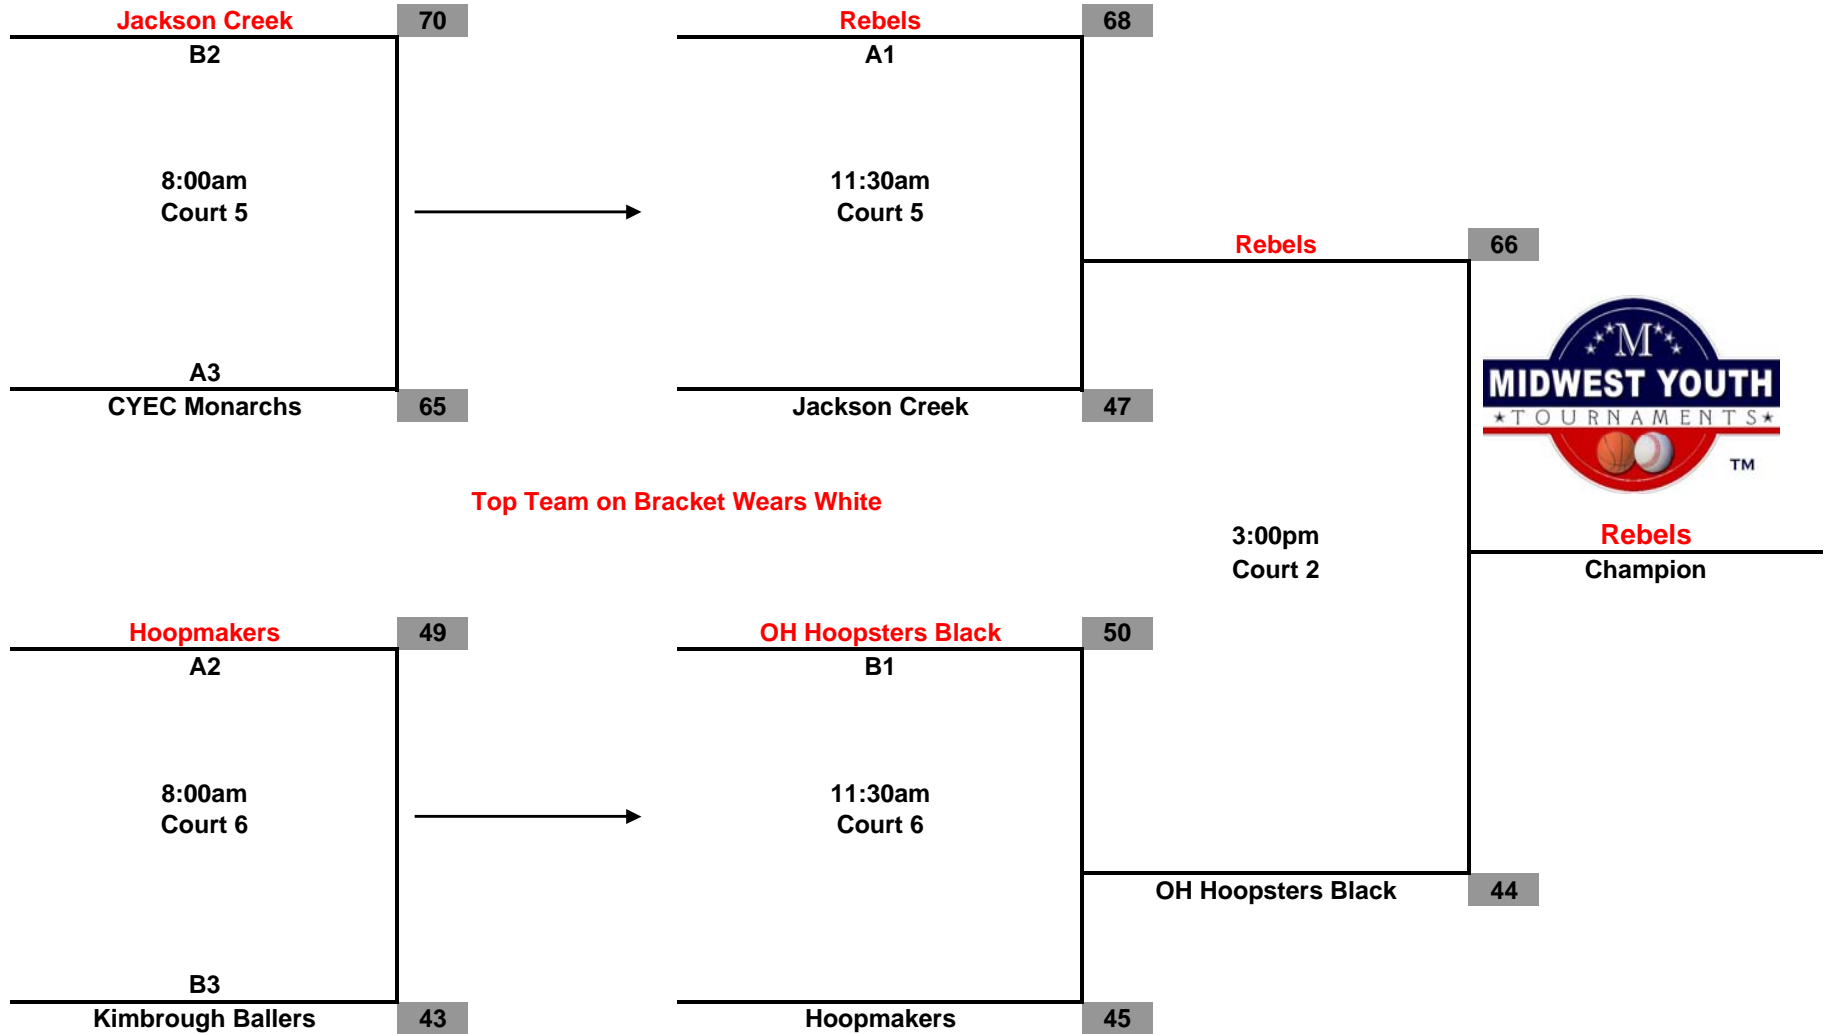 Jackson Creek 70
B2
8:00am
Court 5
A3
CYEC Monarchs 65
Rebels 68
A1
11:30am
Court 5
Jackson Creek 47
Rebels 66
M
MIDWEST YOUTH
★TOURNAMENTS★
TM
Top Team on Bracket Wears White
3:00pm
Court 2
Rebels
Champion
Hoopmakers 49
A2
8:00am
Court 6
B3
Kimbrough Ballers 43
OH Hoopsters Black 50
B1
11:30am
Court 6
Hoopmakers 45
OH Hoopsters Black 44